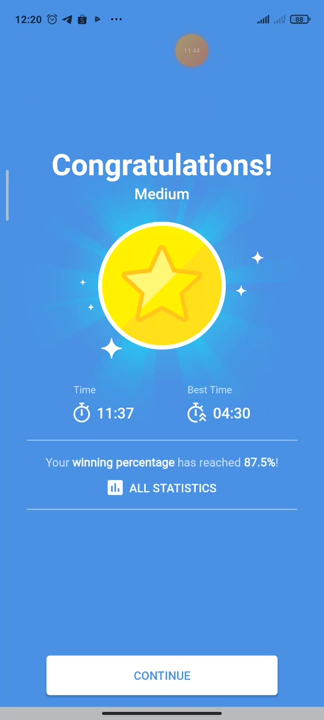 12:20
88
11:44
Congratulations!
Medium
Time
Best Time
11:37
04:30
Your winning percentage has reached 87.5%!
ALL STATISTICS
CONTINUE